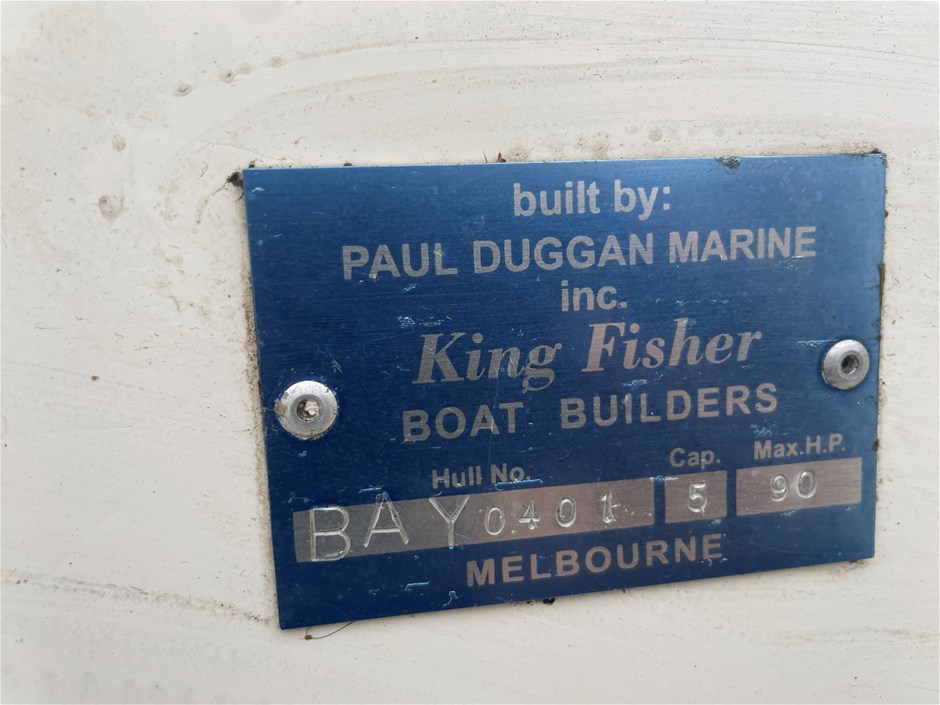 built by:
PAUL DUGGAN MARINE
inc.
King Fisher
BOAT BUILDERS
Hull No. Cap. Max.H.P.
BAY0401 5 90
MELBOURNE